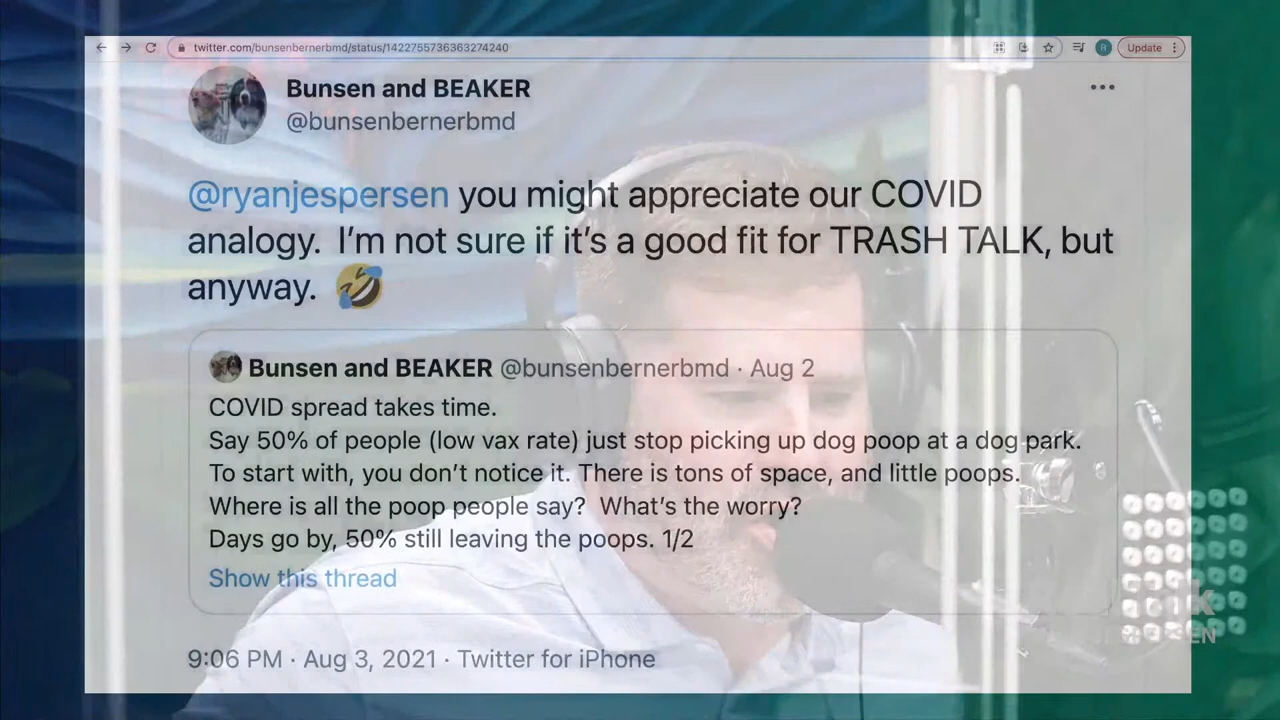 twitter.com/bunsenbernerbmd/status/1422755736363274240
R
Update
Bunsen and BEAKER
@bunsenbernerbmd
@ryanjespersen you might appreciate our COVID
analogy. I'm not sure if it's a good fit for TRASH TALK, but
anyway. 🤣
Bunsen and BEAKER @bunsenbernerbmd · Aug 2
COVID spread takes time.
Say 50% of people (low vax rate) just stop picking up dog poop at a dog park.
To start with, you don't notice it. There is tons of space, and little poops.
Where is all the poop people say? What's the worry?
Days go by, 50% still leaving the poops. 1/2
Show this thread
9:06 PM · Aug 3, 2021 · Twitter for iPhone